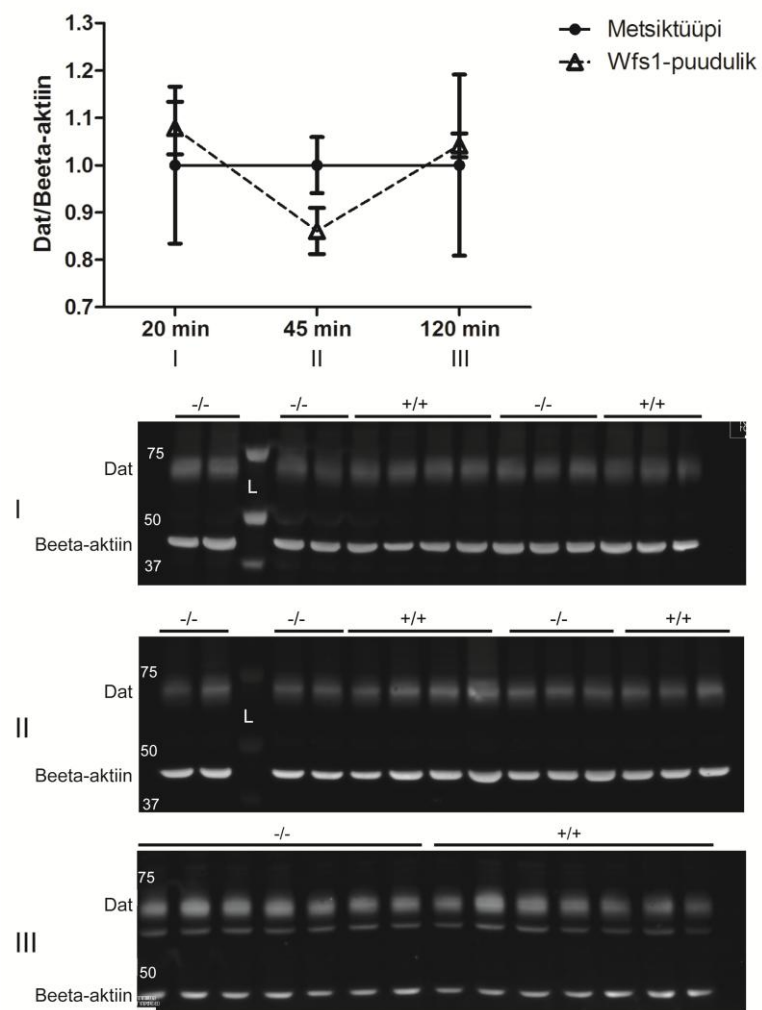 1.3
1.2
1.1
1.0
0.9
0.8
0.7
Dat/Beeta-aktiin
Metsiktüüpi
Wfs1-puudulik
20 min 45 min 120 min
I II III
-/- -/- +/+ -/- +/+
75
Dat
L
I
50
Beeta-aktiin
37
-/- -/- +/+ -/- +/+
75
Dat
L
II
50
Beeta-aktiin
37
-/- +/+
75
Dat
III
50
Beeta-aktiin